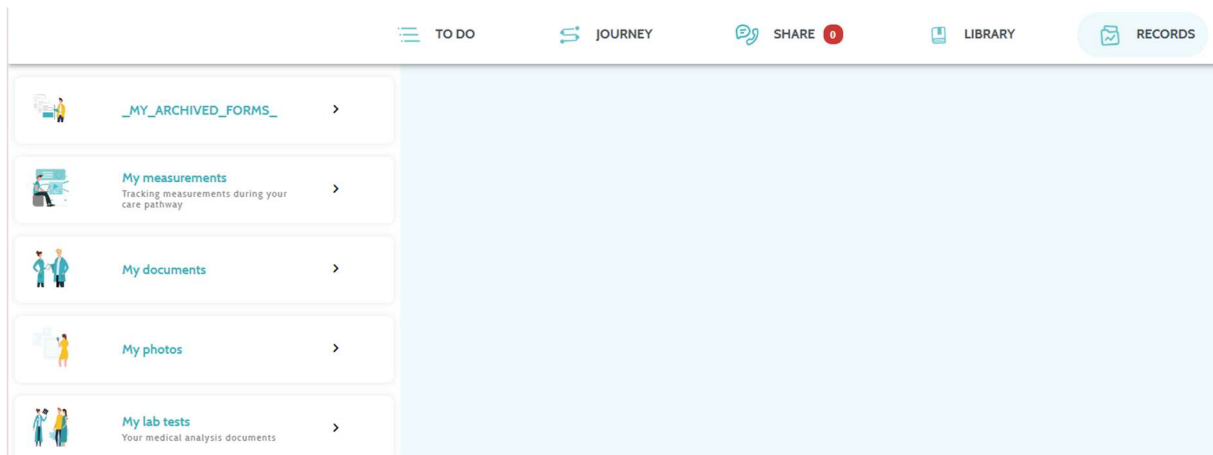 TO DO
JOURNEY
SHARE 0
LIBRARY
RECORDS
_MY_ARCHIVED_FORMS_
My measurements
Tracking measurements during your
care pathway
My documents
My photos
My lab tests
Your medical analysis documents